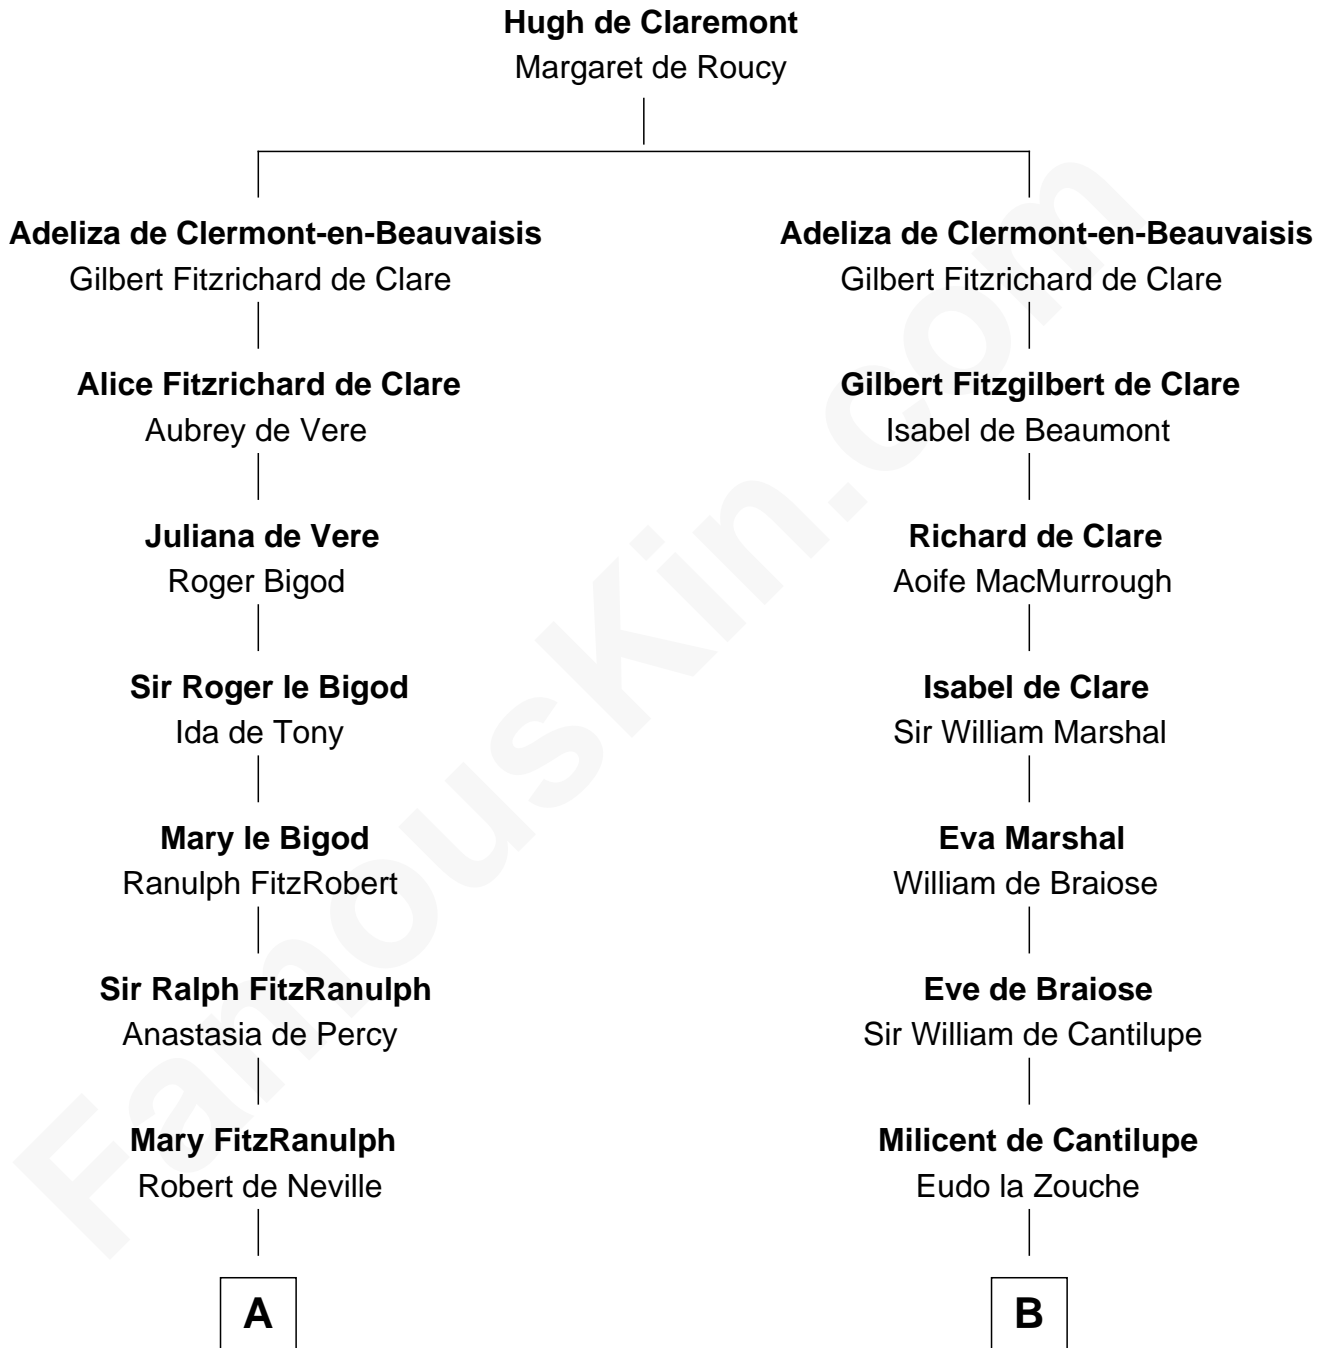 Hugh de Claremont
Margaret de Roucy
Adeliza de Clermont-en-Beauvaisis
Gilbert Fitzrichard de Clare
Alice Fitzrichard de Clare
Aubrey de Vere
Juliana de Vere
Roger Bigod
Sir Roger le Bigod
Ida de Tony
Mary le Bigod
Ranulph FitzRobert
Sir Ralph FitzRanulph
Anastasia de Percy
Mary FitzRanulph
Robert de Neville
A
Adeliza de Clermont-en-Beauvaisis
Gilbert Fitzrichard de Clare
Gilbert Fitzgilbert de Clare
Isabel de Beaumont
Richard de Clare
Aoife MacMurrough
Isabel de Clare
Sir William Marshal
Eva Marshal
William de Braiose
Eve de Braiose
Sir William de Cantilupe
Milicent de Cantilupe
Eudo la Zouche
B
FamousKin.com